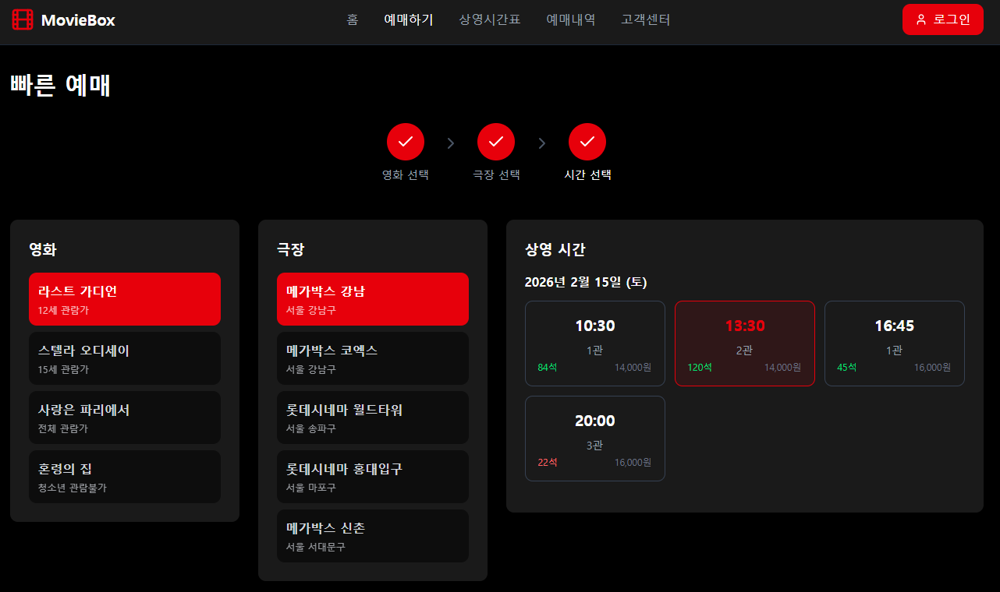 MovieBox
홈
예매하기
상영시간표
예매내역
고객센터
로그인
빠른 예매
영화 선택
극장 선택
시간 선택
영화
라스트 가디언
12세 관람가
스텔라 오디세이
15세 관람가
사랑은 파리에서
전체 관람가
혼령의 집
청소년 관람불가
극장
메가박스 강남
서울 강남구
메가박스 코엑스
서울 강남구
롯데시네마 월드타워
서울 송파구
롯데시네마 홍대입구
서울 마포구
메가박스 신촌
서울 서대문구
상영 시간
2026년 2월 15일 (토)
10:30
1관
84석 14,000원
13:30
2관
120석 14,000원
16:45
1관
45석 16,000원
20:00
3관
22석 16,000원